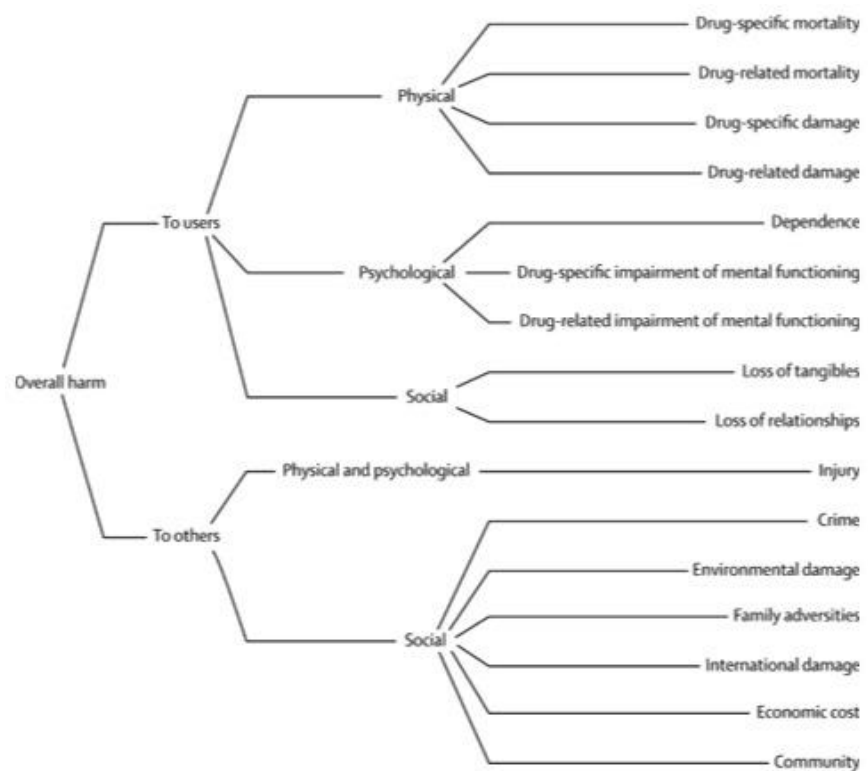 Overall harm
To users
Physical
Drug-specific mortality
Drug-related mortality
Drug-specific damage
Drug-related damage
Psychological
Dependence
Drug-specific impairment of mental functioning
Drug-related impairment of mental functioning
Social
Loss of tangibles
Loss of relationships
To others
Physical and psychological
Injury
Social
Crime
Environmental damage
Family adversities
International damage
Economic cost
Community